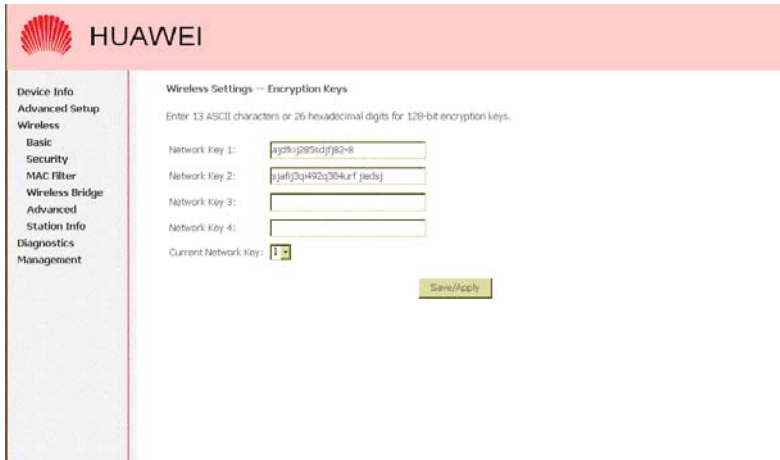 HUAWEI
Device Info
Advanced Setup
Wireless
Basic
Security
MAC Filter
Wireless Bridge
Advanced
Station Info
Diagnostics
Management
Wireless Settings -- Encryption Keys
Enter 13 ASCII characters or 26 hexadecimal digits for 128-bit encryption keys.
Network Key 1:
Network Key 2:
Network Key 3:
Network Key 4:
Current Network Key: 1
Save/Apply